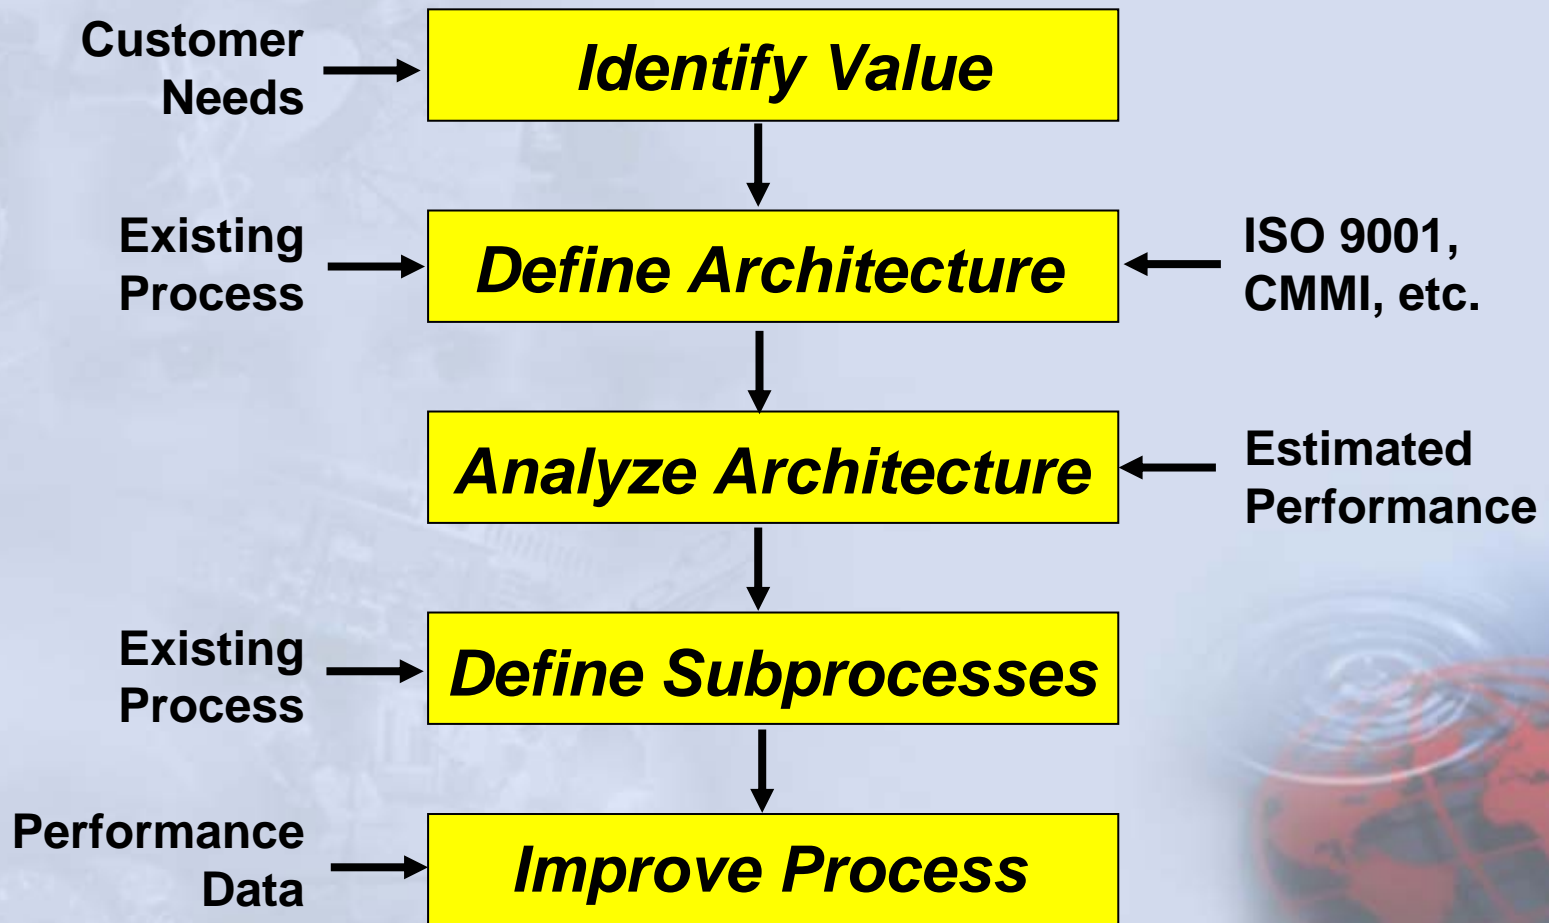 Customer
Needs
Identify Value
Existing
Process
Define Architecture
ISO 9001,
CMMI, etc.
Analyze Architecture
Estimated
Performance
Existing
Process
Define Subprocesses
Performance
Data
Improve Process